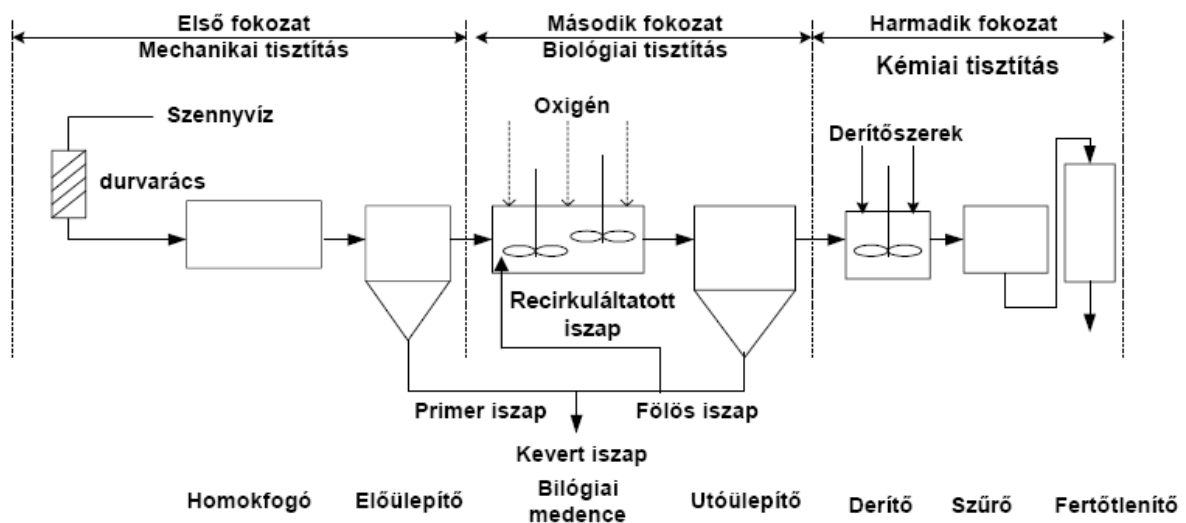 Első fokozat
Mechanikai tisztítás
Második fokozat
Biológiai tisztítás
Harmadik fokozat
Kémiai tisztítás
Szennyvíz
durvarács
Oxigén
Derítőszerek
Recirkuláltatott
iszap
Primer iszap
Fölös iszap
Kevert iszap
Homokfogó
Előülepítő
Bilógiai
medence
Utóülepítő
Derítő
Szűrő
Fertőtlenítő